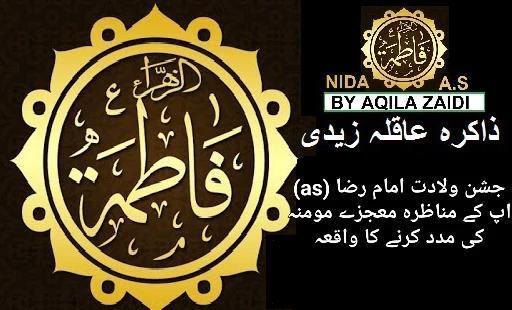 الزهراء
فاطمة
فاطمة
NIDA A.S
BY AQILA ZAIDI
ذاکرہ عاقلہ زیدی
جشن ولادت امام رضا (as)
اپ کے مناظرہ معجزے مومنہ
کی مدد کرنے کا واقعہ